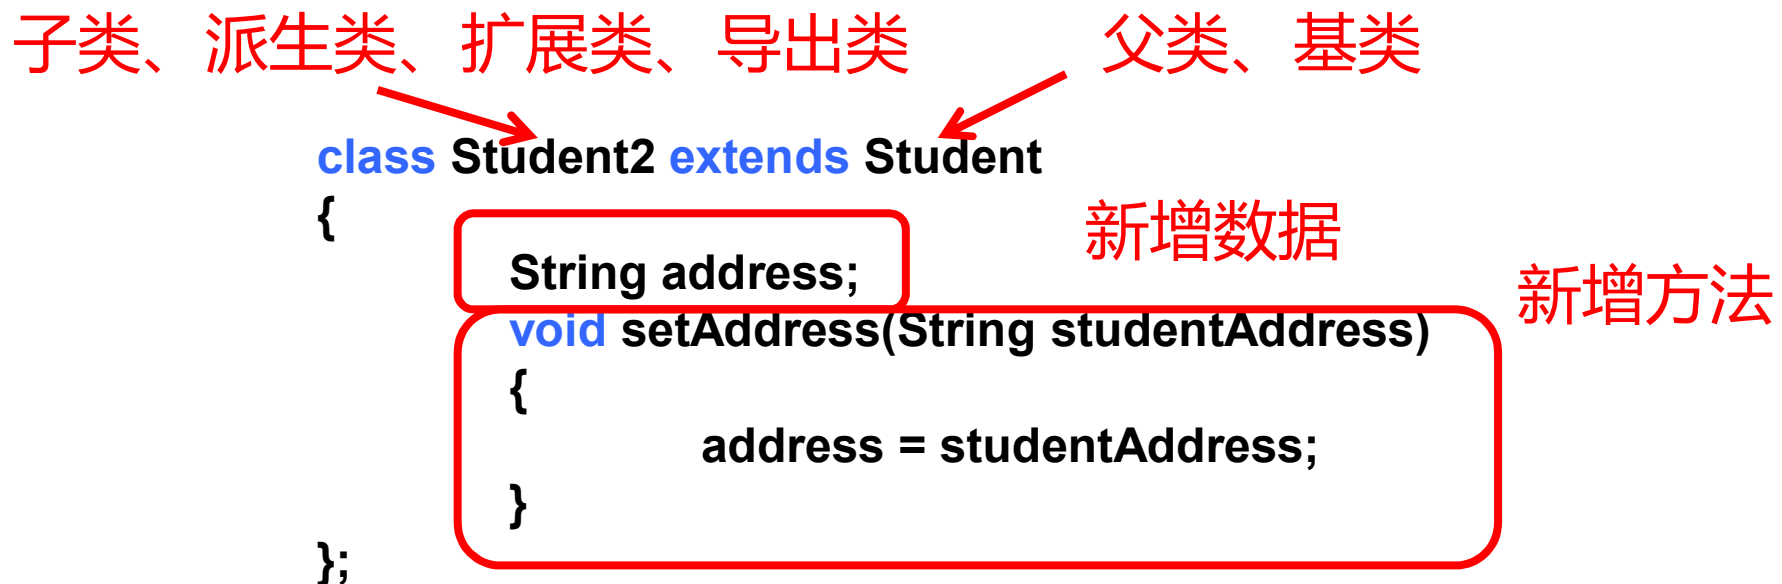 子类、派生类、扩展类、导出类
父类、基类
class Student2 extends Student
{
新增数据
String address;
新增方法
void setAddress(String studentAddress)
{
address = studentAddress;
}
};